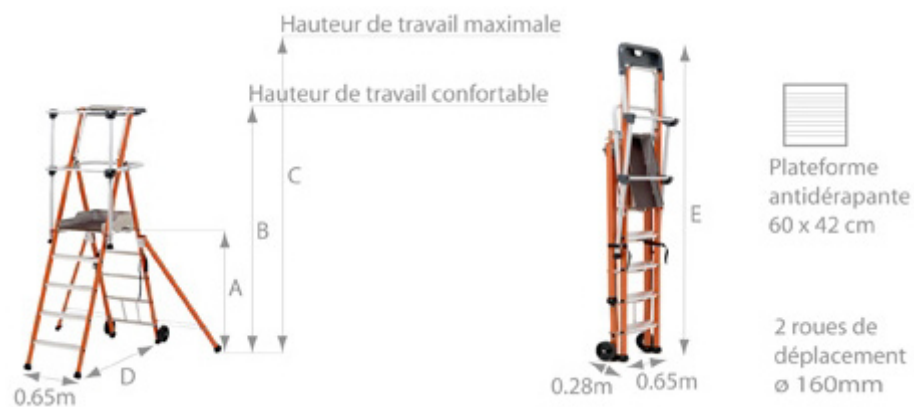 Hauteur de travail maximale
Hauteur de travail confortable
C
B
A
D
0.65m
E
0.28m
0.65m
Plateforme
antidérapante
60 x 42 cm
2 roues de
déplacement
ø 160mm